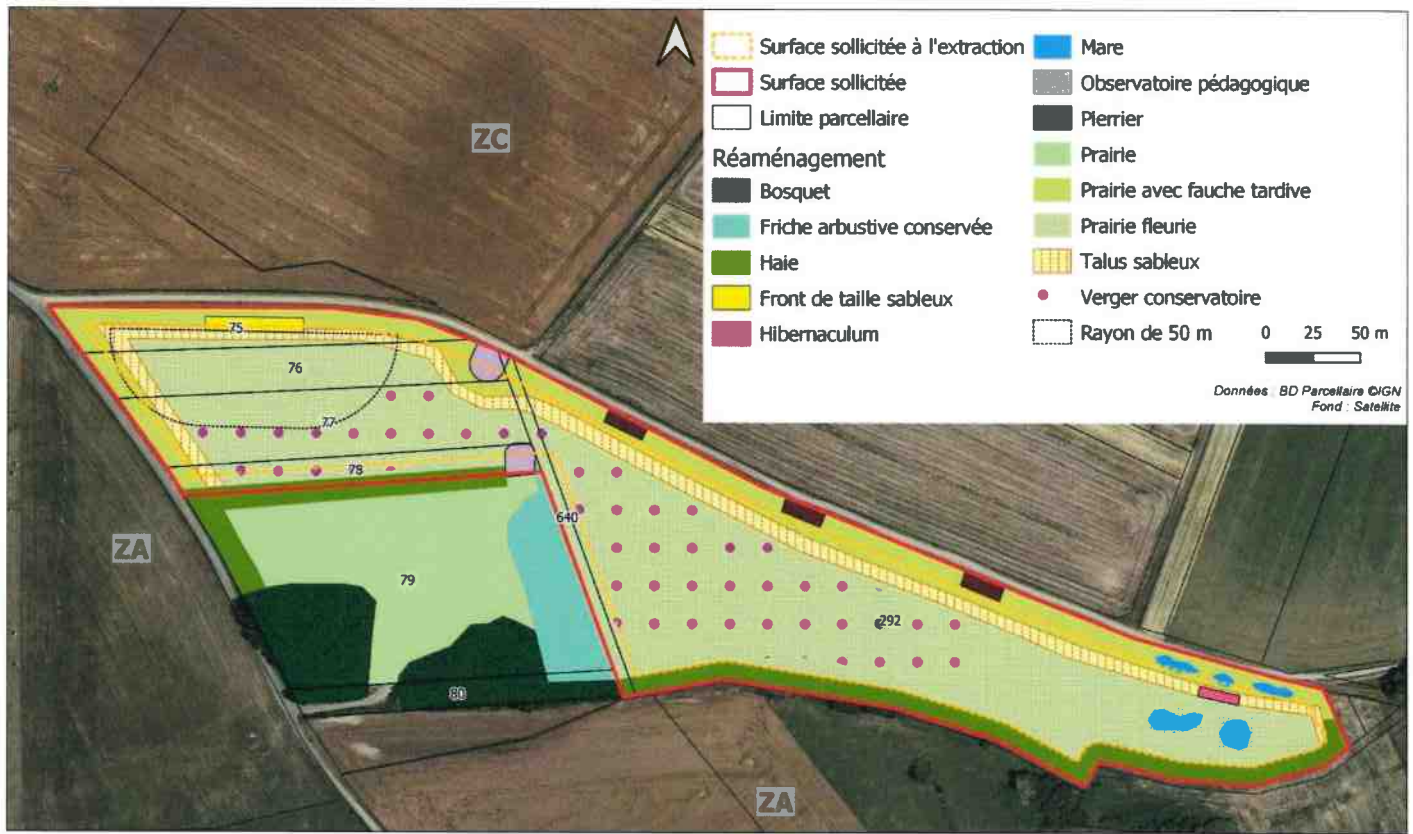 Surface sollicitée à l'extraction
Surface sollicitée
Limite parcellaire
Réaménagement
Bosquet
Friche arbustive conservée
Haie
Front de taille sableux
Hibernaculum
Mare
Observatoire pédagogique
Pierrier
Prairie
Prairie avec fauche tardive
Prairie fleurie
Talus sableux
Verger conservatoire
Rayon de 50 m
0 25 50 m
Données : BD Parcellaire ©IGN
Fond : Satellite
ZC
75
76
77
78
640
ZA
79
292
80
ZA